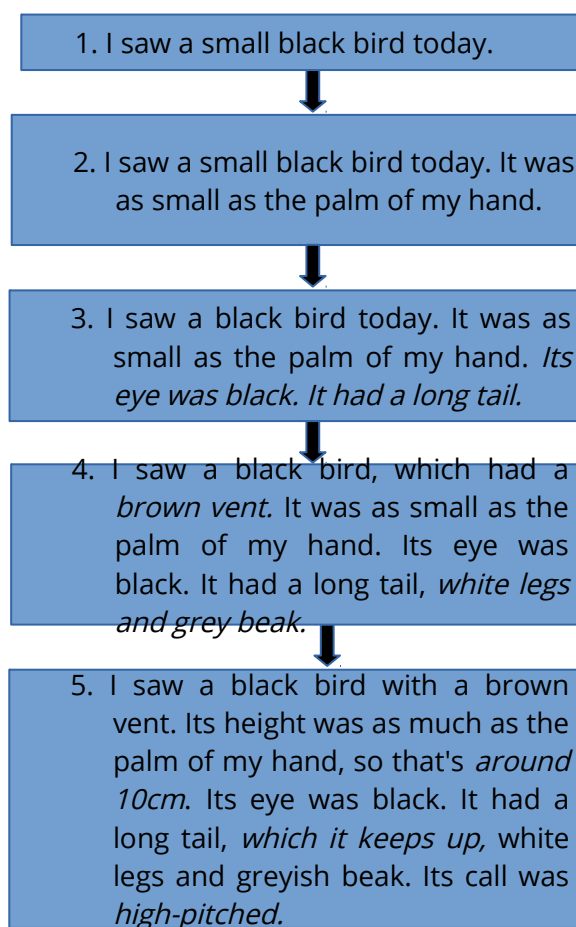 1. I saw a small black bird today.
2. I saw a small black bird today. It was
as small as the palm of my hand.
3. I saw a black bird today. It was as
small as the palm of my hand. Its
eye was black. It had a long tail.
4. I saw a black bird, which had a
brown vent. It was as small as the
palm of my hand. Its eye was
black. It had a long tail, white legs
and grey beak.
5. I saw a black bird with a brown
vent. Its height was as much as the
palm of my hand, so that's around
10cm. Its eye was black. It had a
long tail, which it keeps up, white
legs and greyish beak. Its call was
high-pitched.